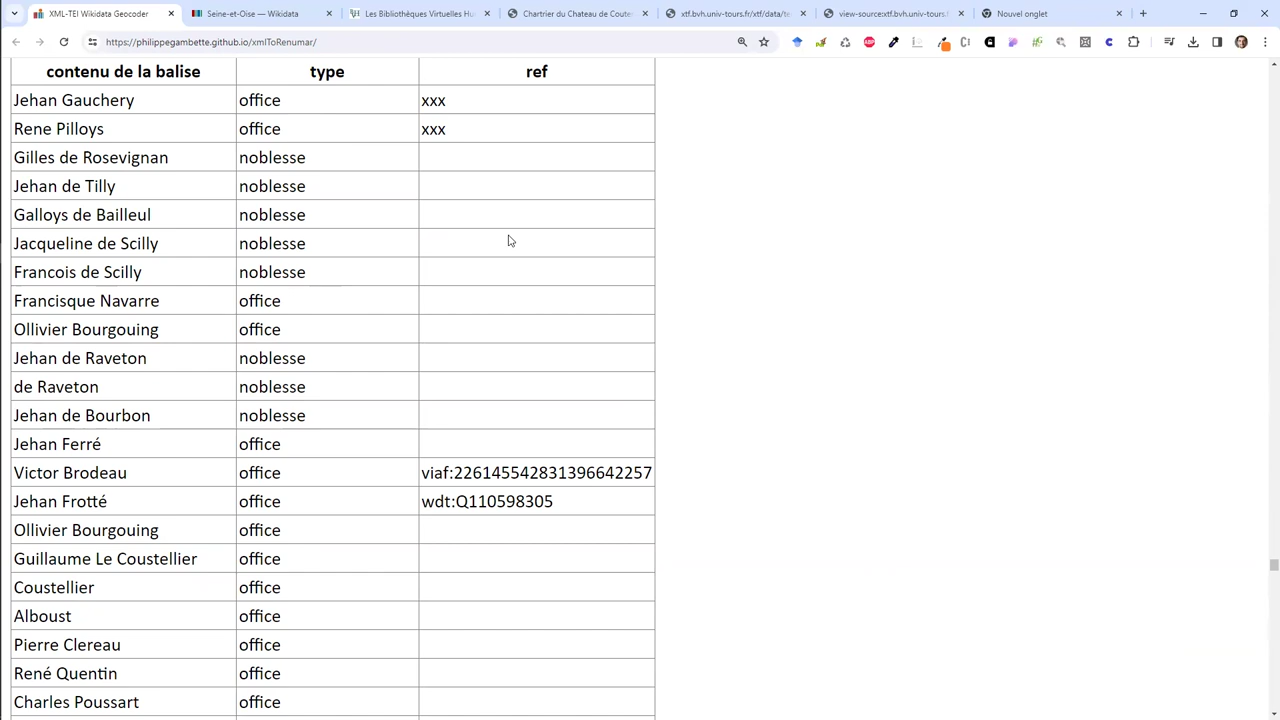 XML-TEI Wikidata Geocoder
Seine-et-Oise — Wikidata
Les Bibliothèques Virtuelles Hu
Chartrier du Chateau de Couter
xtf.bvh.univ-tours.fr/xtf/data/te
view-source:xtf.bvh.univ-tours.f
Nouvel onglet
https://philippegambette.github.io/xmlToRenumar/
contenu de la balise type ref
Jehan Gauchery office xxx
Rene Pilloys office xxx
Gilles de Rosevignan noblesse
Jehan de Tilly noblesse
Galloys de Bailleul noblesse
Jacqueline de Scilly noblesse
Francois de Scilly noblesse
Francisque Navarre office
Ollivier Bourgouing office
Jehan de Raveton noblesse
de Raveton noblesse
Jehan de Bourbon noblesse
Jehan Ferré office
Victor Brodeau office viaf:226145542831396642257
Jehan Frotté office wdt:Q110598305
Ollivier Bourgouing office
Guillaume Le Coustellier office
Coustellier office
Alboust office
Pierre Clereau office
René Quentin office
Charles Poussart office